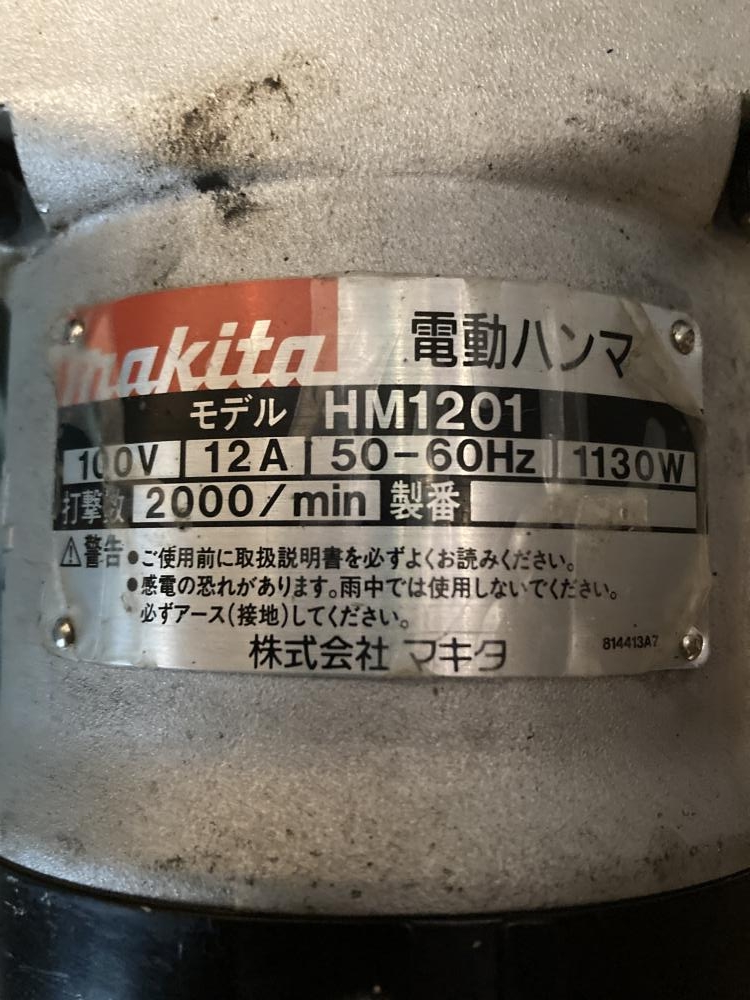 makita 電動ハンマ
モデル HM1201
100V 12A 50-60Hz 1130W
打撃数 2000/min 製番
⚠警告 ●ご使用前に取扱説明書を必ずよくお読みください。
●感電の恐れがあります。雨中では使用しないでください。
必ずアース(接地)してください。
株式会社 マキタ 814413A7